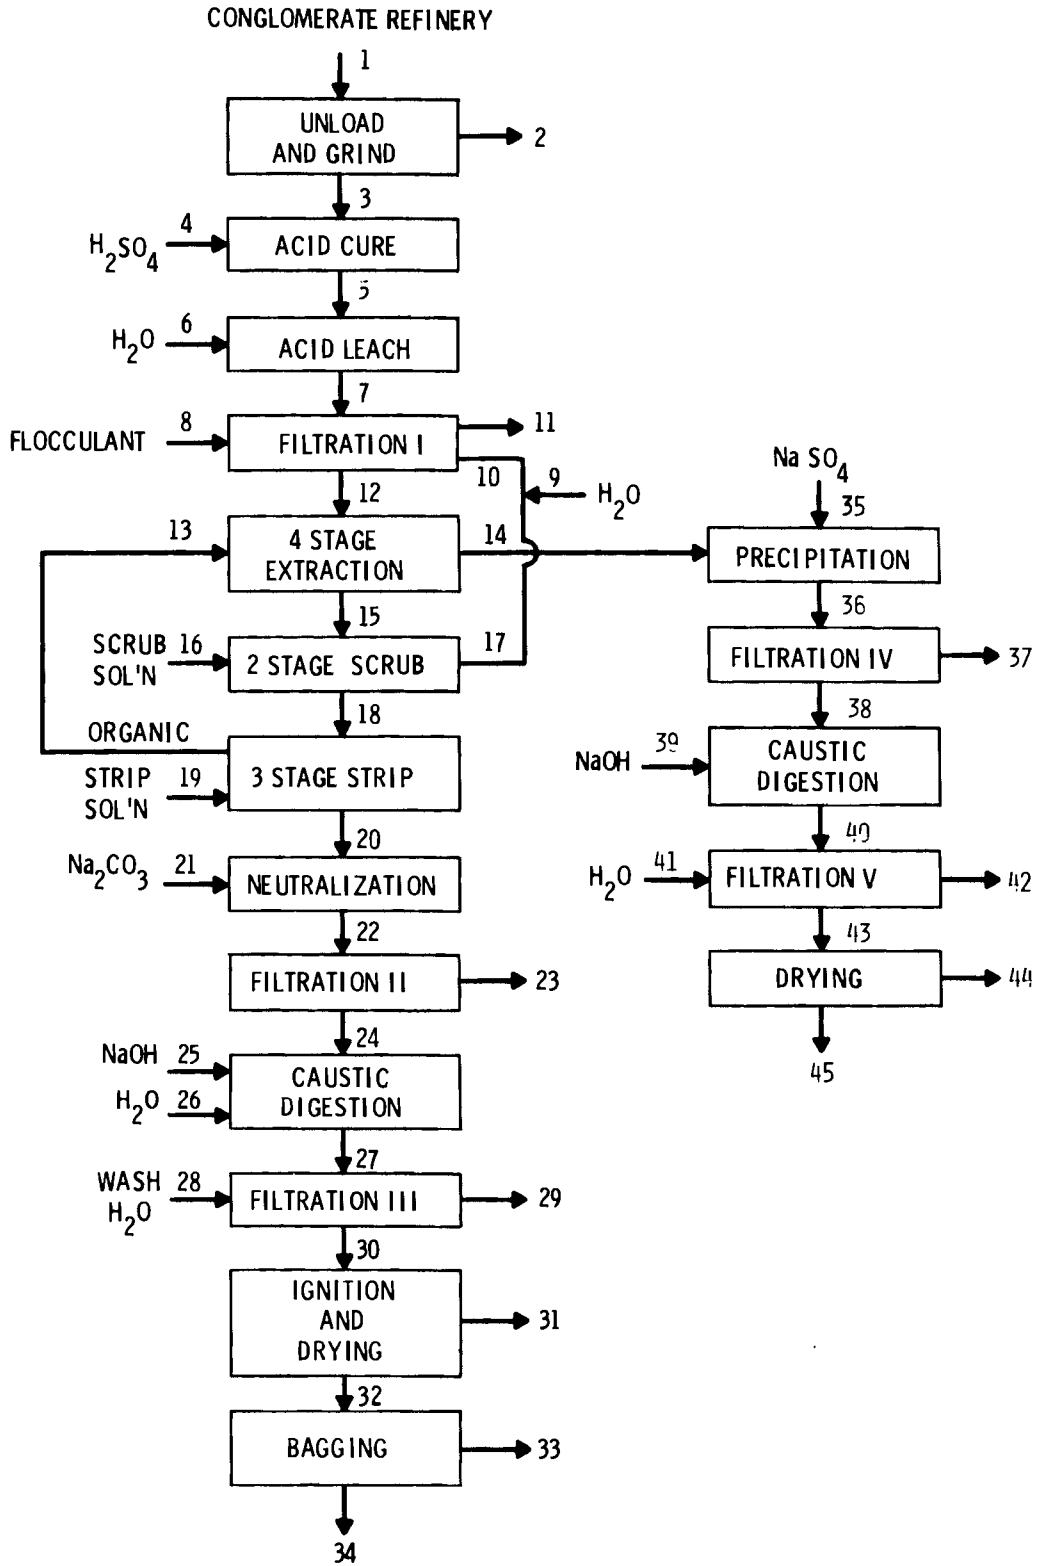 CONGLOMERATE REFINERY
1
UNLOAD
AND GRIND
2
3
H2SO4
4
ACID CURE
5
H2O
6
ACID LEACH
7
FLOCCULANT
8
FILTRATION I
11
10
9
H2O
12
13
4 STAGE
EXTRACTION
14
15
SCRUB
SOL'N
16
2 STAGE SCRUB
17
18
ORGANIC
STRIP
SOL'N
19
3 STAGE STRIP
20
Na2CO3
21
NEUTRALIZATION
22
FILTRATION II
23
24
NaOH
25
H2O
26
CAUSTIC
DIGESTION
27
WASH
H2O
28
FILTRATION III
29
30
IGNITION
AND
DRYING
31
32
BAGGING
33
34
Na SO4
35
PRECIPITATION
36
FILTRATION IV
37
38
NaOH
39
CAUSTIC
DIGESTION
40
H2O
41
FILTRATION V
42
43
DRYING
44
45